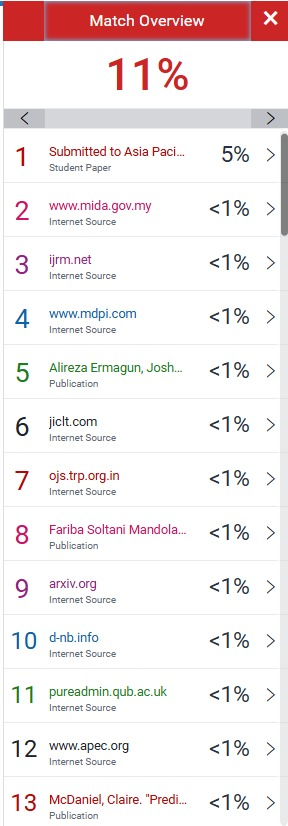 Match Overview
11%
1 Submitted to Asia Paci... 5%
Student Paper
2 www.mida.gov.my <1%
Internet Source
3 ijrm.net <1%
Internet Source
4 www.mdpi.com <1%
Internet Source
5 Alireza Ermagun, Josh... <1%
Publication
6 jiclt.com <1%
Internet Source
7 ojs.trp.org.in <1%
Internet Source
8 Fariba Soltani Mandola... <1%
Publication
9 arxiv.org <1%
Internet Source
10 d-nb.info <1%
Internet Source
11 pureadmin.qub.ac.uk <1%
Internet Source
12 www.apec.org <1%
Internet Source
13 McDaniel, Claire. "Predi... <1%
Publication